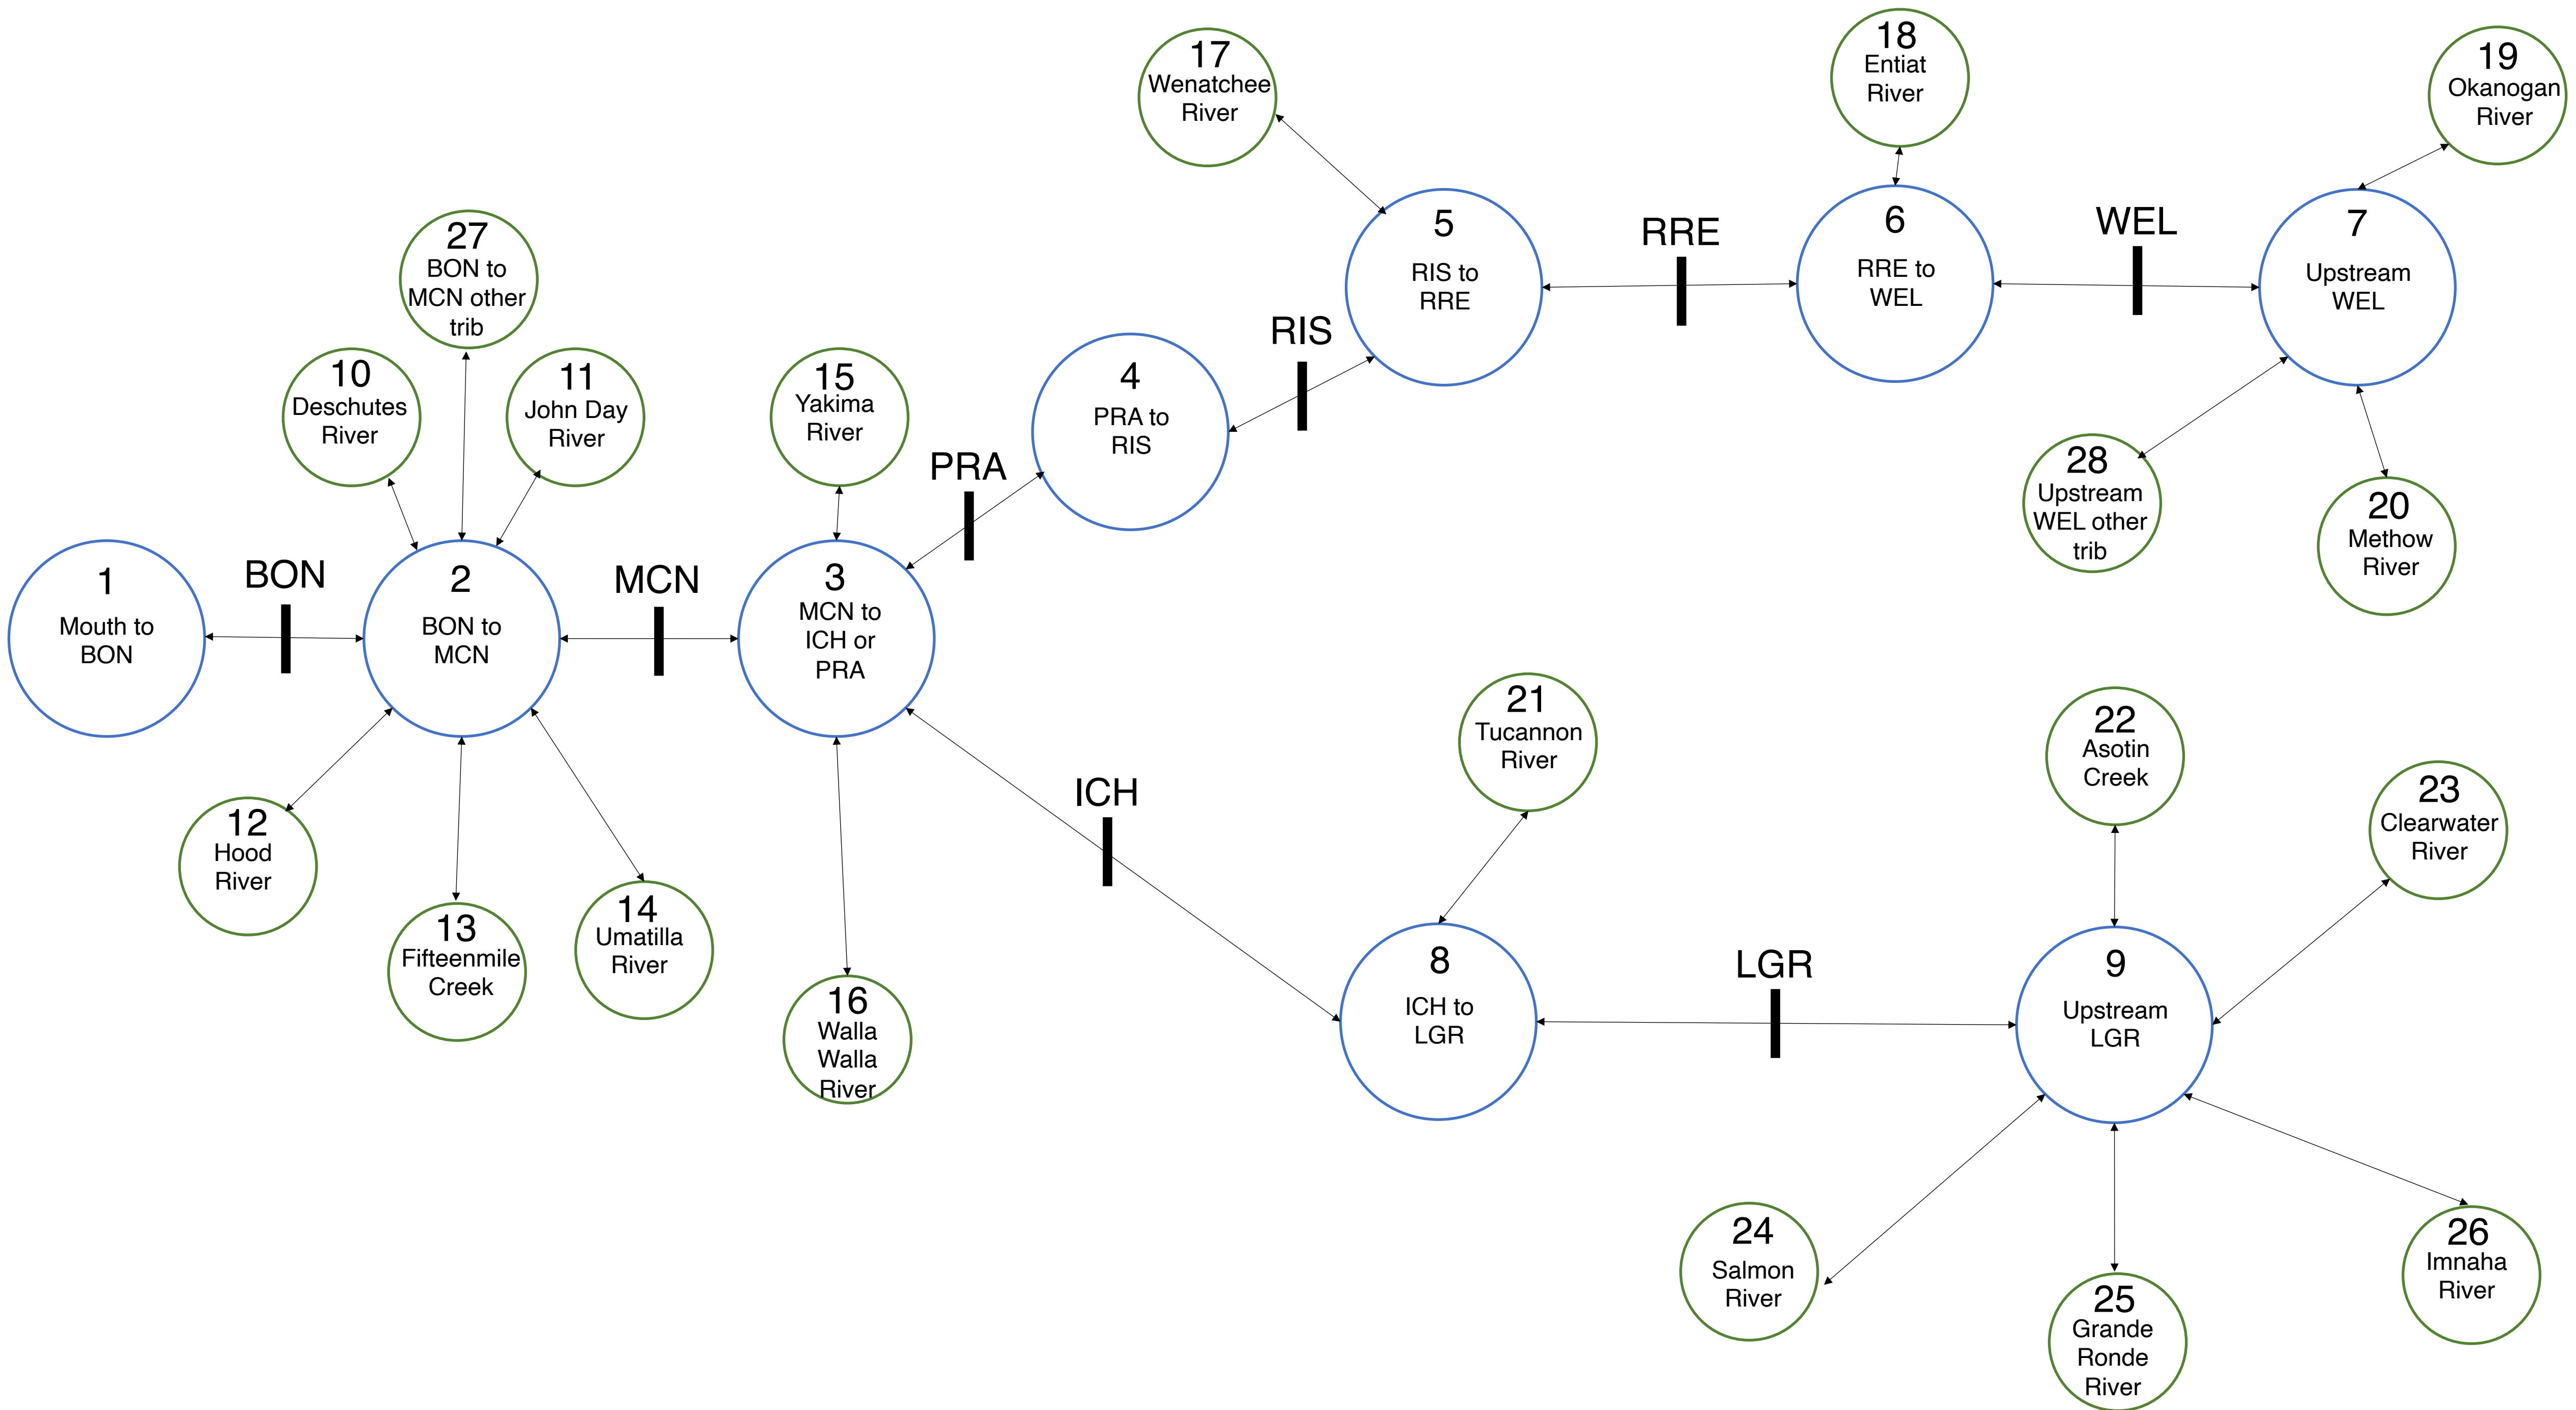 17
Wenatchee
River
18
Entiat
River
19
Okanogan
River
27
BON to
MCN other
trib
10
Deschutes
River
11
John Day
River
15
Yakima
River
4
PRA to
RIS
RIS
5
RIS to
RRE
RRE
6
RRE to
WEL
WEL
7
Upstream
WEL
28
Upstream
WEL other
trib
20
Methow
River
PRA
1
Mouth to
BON
BON
2
BON to
MCN
MCN
3
MCN to
ICH or
PRA
12
Hood
River
13
Fifteenmile
Creek
14
Umatilla
River
16
Walla
Walla
River
ICH
21
Tucannon
River
8
ICH to
LGR
LGR
22
Asotin
Creek
23
Clearwater
River
9
Upstream
LGR
24
Salmon
River
25
Grande
Ronde
River
26
Imnaha
River